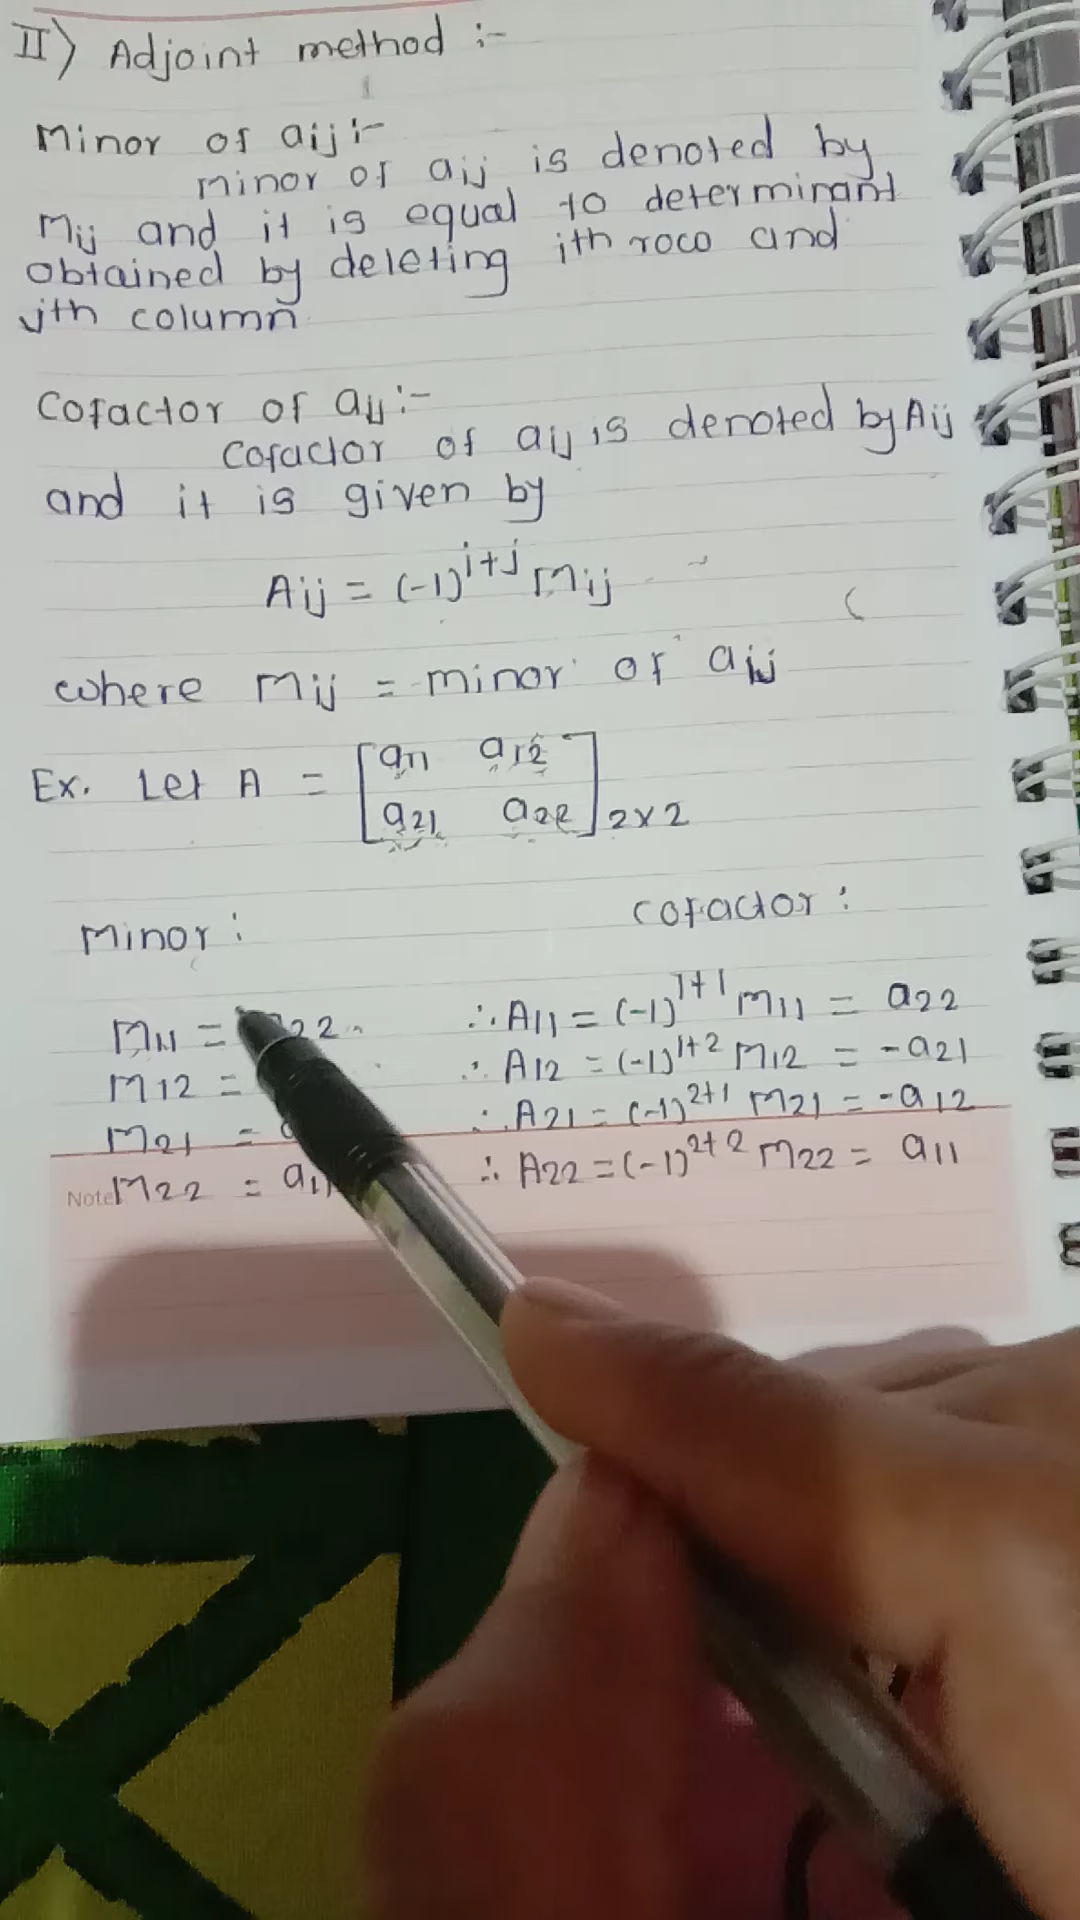 II) Adjoint method :-
Minor of aij :-
minor of aij is denoted by
Mij and it is equal to determinant
obtained by deleting ith row and
jth column
Cofactor of aij :-
Cofactor of aij is denoted by Aij
and it is given by
Aij = (-1)^i+j Mij
where Mij = minor of aij
Ex. Let A = [a11 a12
a21 a22] 2x2
Minor : Cofactor :
M11 = 22 ∴ A11 = (-1)^1+1 M11 = a22
M12 = ∴ A12 = (-1)^1+2 M12 = -a21
M21 = ∴ A21 = (-1)^2+1 M21 = -a12
Note M22 = a11 ∴ A22 = (-1)^2+2 M22 = a11